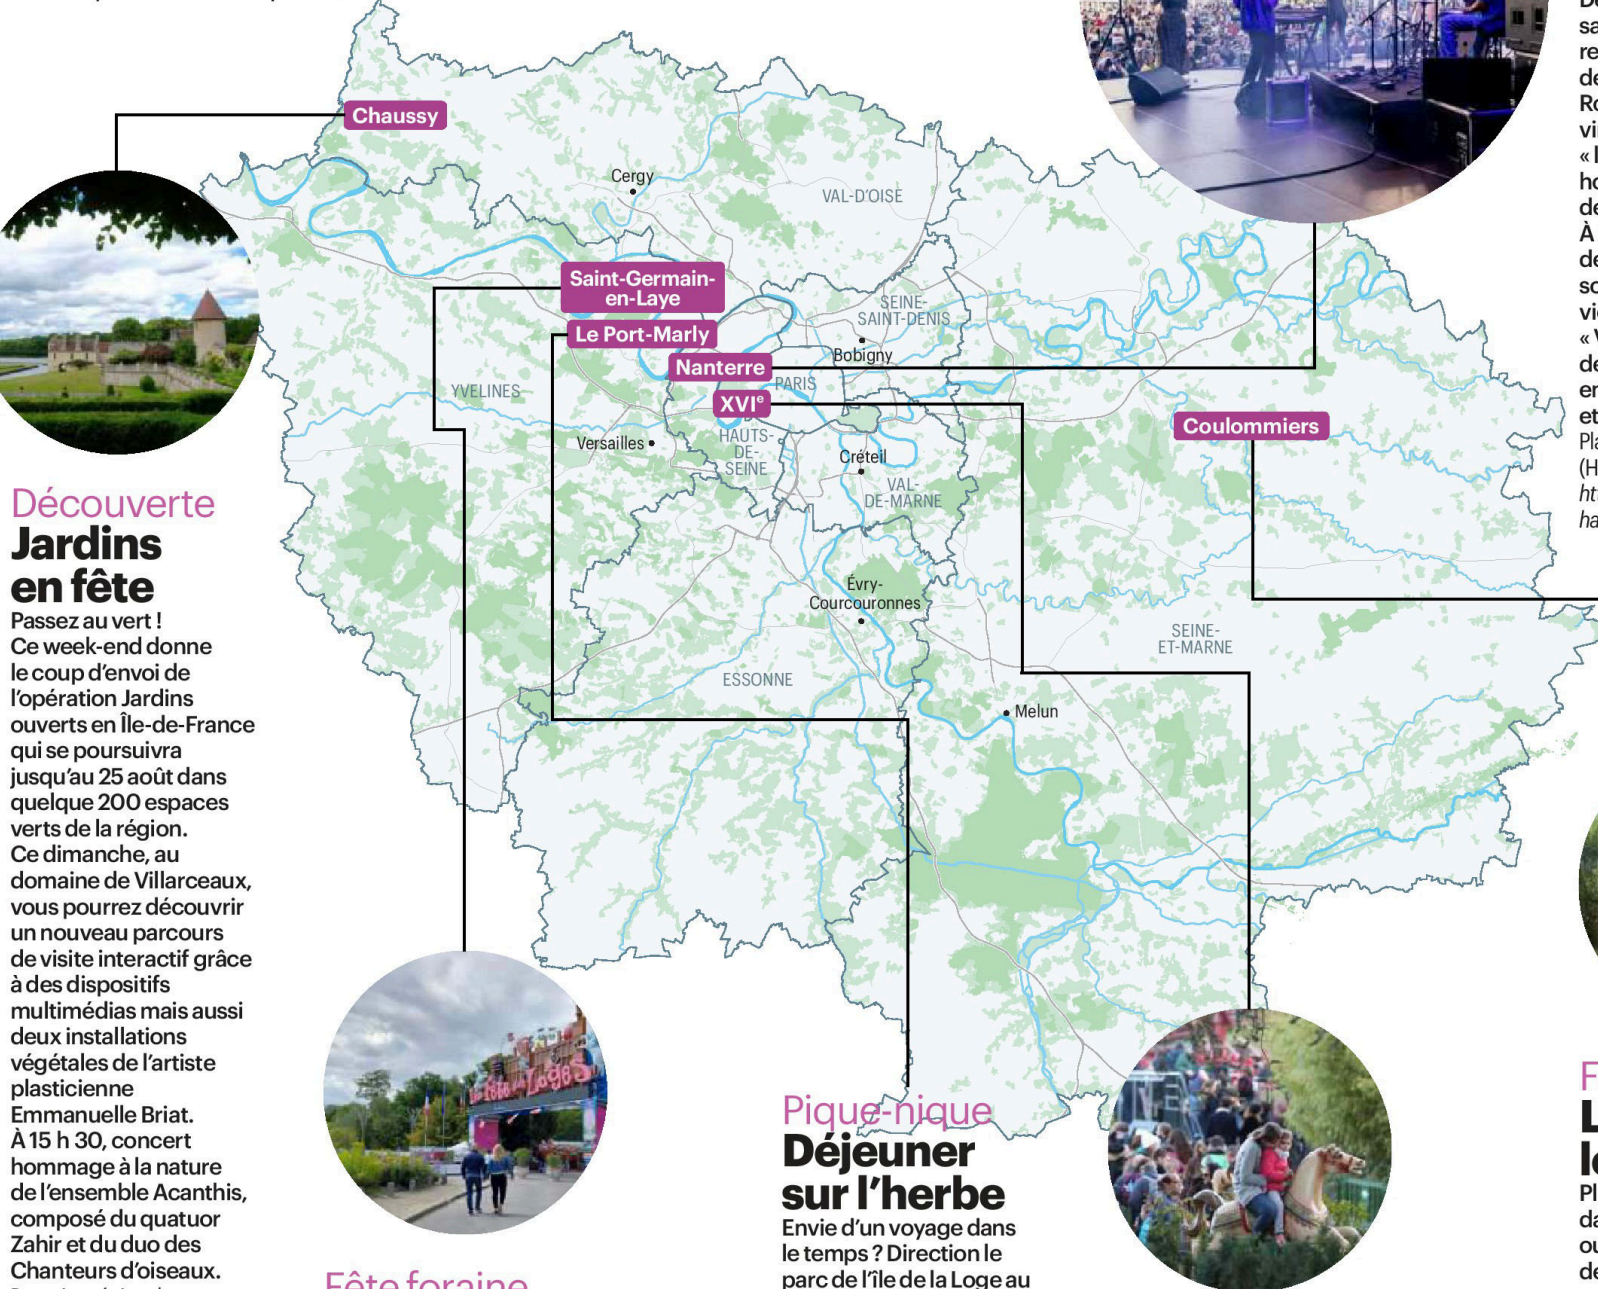 Chaussy
Cergy
VAL-D'OISE
Saint-Germain-
en-Laye
Le Port-Marly
Nanterre
XVIe
SEINE-
SAINT-DENIS
Bobigny
PARIS
YVELINES
Versailles
HAUTS-
DE-
SEINE
Créteil
VAL-
DE-MARNE
Coulommiers
Évry-
Courcouronnes
SEINE-
ET-MARNE
ESSONNE
Melun
Découverte
Jardins
en fête
Passez au vert !
Ce week-end donne
le coup d'envoi de
l'opération Jardins
ouverts en Île-de-France
qui se poursuivra
jusqu'au 25 août dans
quelque 200 espaces
verts de la région.
Ce dimanche, au
domaine de Villarceaux,
vous pourrez découvrir
un nouveau parcours
de visite interactif grâce
à des dispositifs
multimédias mais aussi
deux installations
végétales de l'artiste
plasticienne
Emmanuelle Briat.
À 15 h 30, concert
hommage à la nature
de l'ensemble Acanthis,
composé du quatuor
Zahir et du duo des
Chanteurs d'oiseaux.
Fête des Loges
Fête foraine
Pique-nique
Déjeuner
sur l'herbe
Envie d'un voyage dans
le temps ? Direction le
parc de l'île de la Loge au